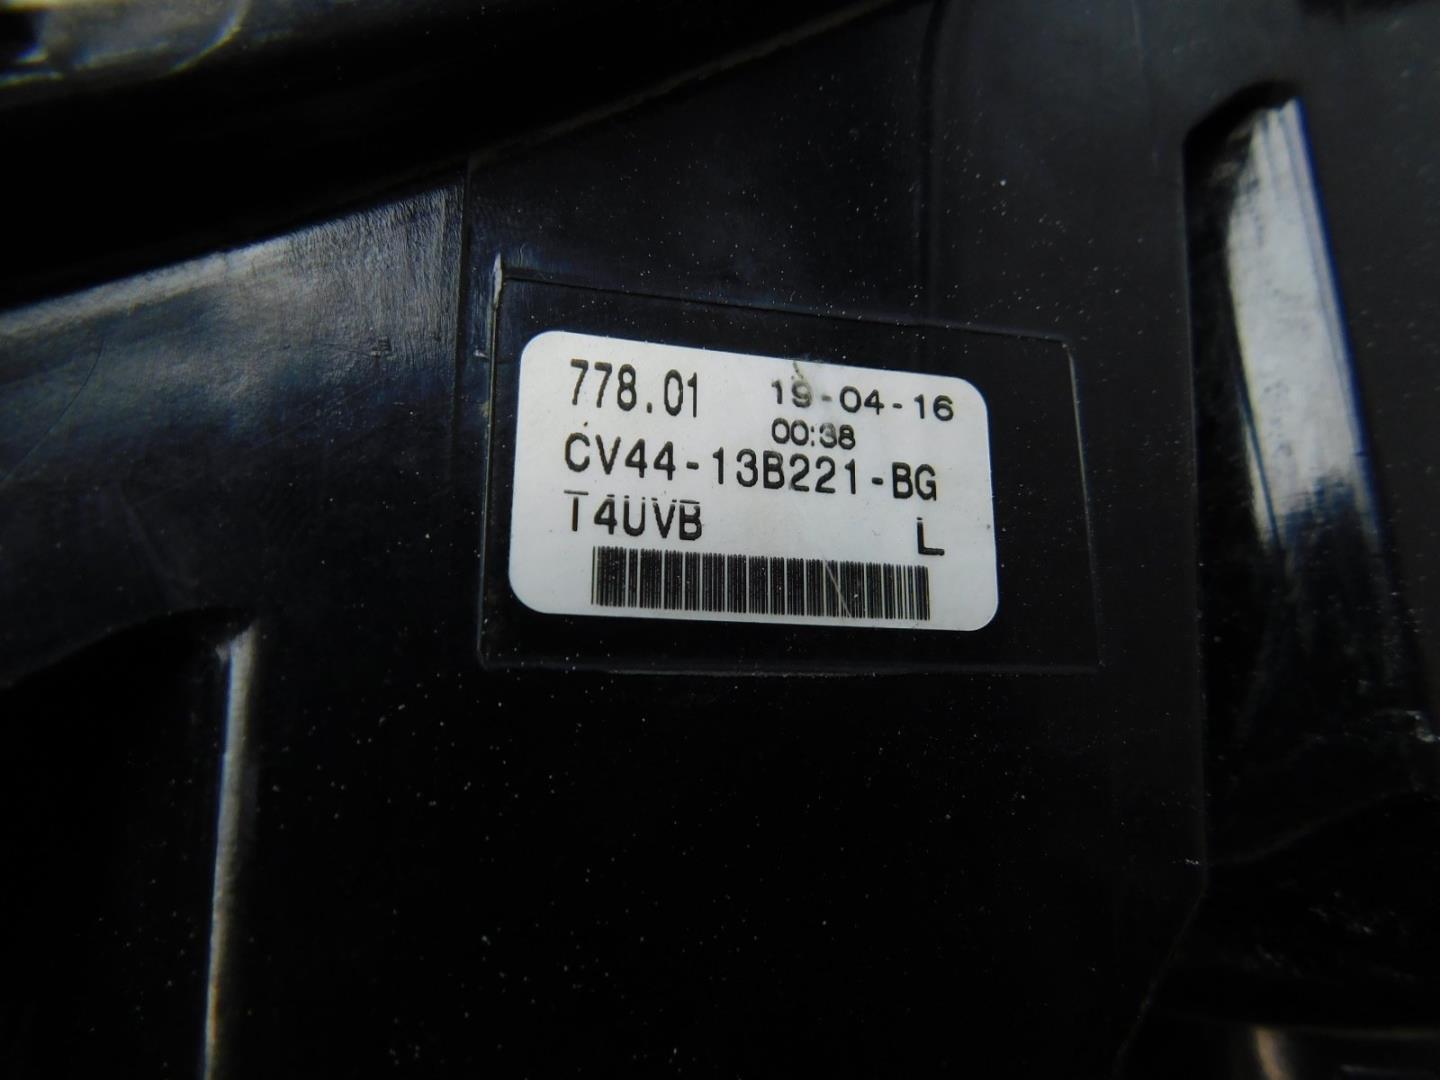 778.01 19-04-16
00:38
CV44-13B221-BG
T4UVB L